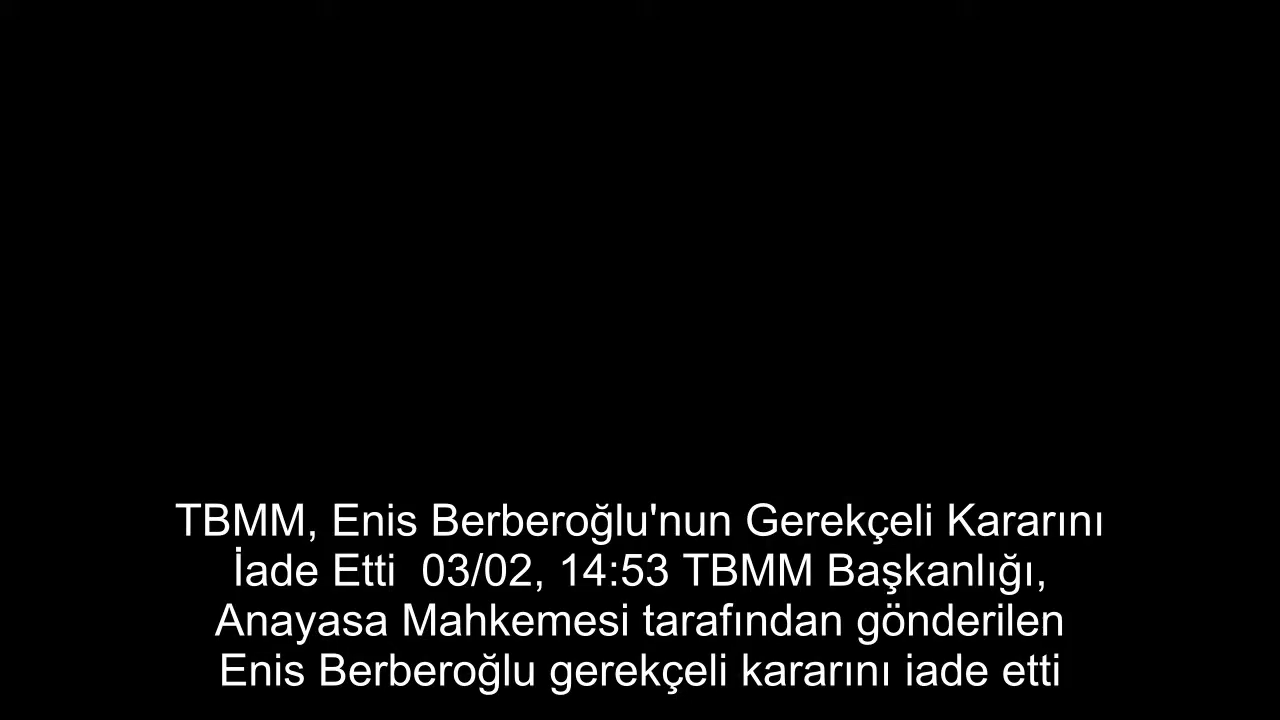 TBMM, Enis Berberoğlu'nun Gerekçeli Kararını
İade Etti  03/02, 14:53 TBMM Başkanlığı,
Anayasa Mahkemesi tarafından gönderilen
Enis Berberoğlu gerekçeli kararını iade etti